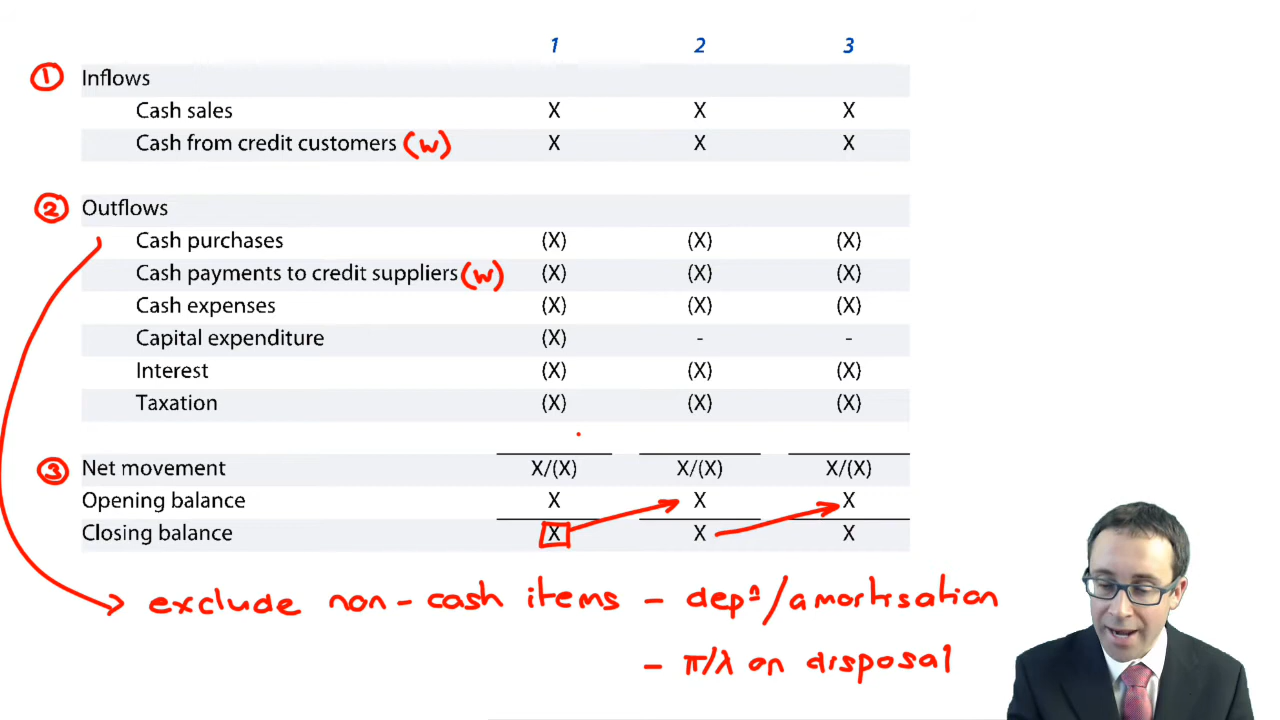 1 2 3
① Inflows
Cash sales X X X
Cash from credit customers (W) X X X
② Outflows
Cash purchases (X) (X) (X)
Cash payments to credit suppliers (W) (X) (X) (X)
Cash expenses (X) (X) (X)
Capital expenditure (X) - -
Interest (X) (X) (X)
Taxation (X) (X) (X)
③ Net movement X/(X) X/(X) X/(X)
Opening balance X X X
Closing balance X X X
exclude non-cash items - depⁿ/amortisation
- π/λ on disposal